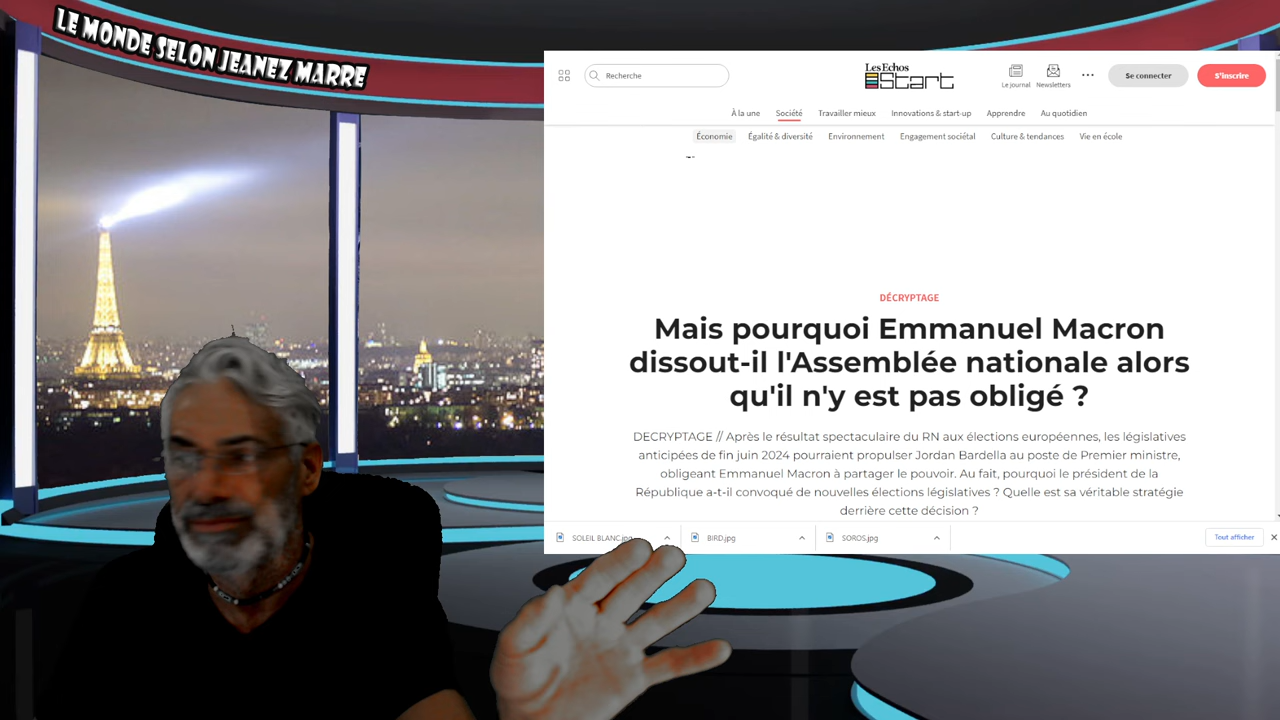 LE MONDE SELON JEANEZ MARRE
Recherche
Les Echos
Start
Le journal
Newsletters
Se connecter
S'inscrire
À la une
Société
Travailler mieux
Innovations & start-up
Apprendre
Au quotidien
Économie
Égalité & diversité
Environnement
Engagement sociétal
Culture & tendances
Vie en école
DÉCRYPTAGE
Mais pourquoi Emmanuel Macron
dissout-il l'Assemblée nationale alors
qu'il n'y est pas obligé ?
DECRYPTAGE // Après le résultat spectaculaire du RN aux élections européennes, les législatives
anticipées de fin juin 2024 pourraient propulser Jordan Bardella au poste de Premier ministre,
obligeant Emmanuel Macron à partager le pouvoir. Au fait, pourquoi le président de la
République a-t-il convoqué de nouvelles élections législatives ? Quelle est sa véritable stratégie
derrière cette décision ?
SOLEIL BLANC.jpg
BIRD.jpg
SOROS.jpg
Tout afficher